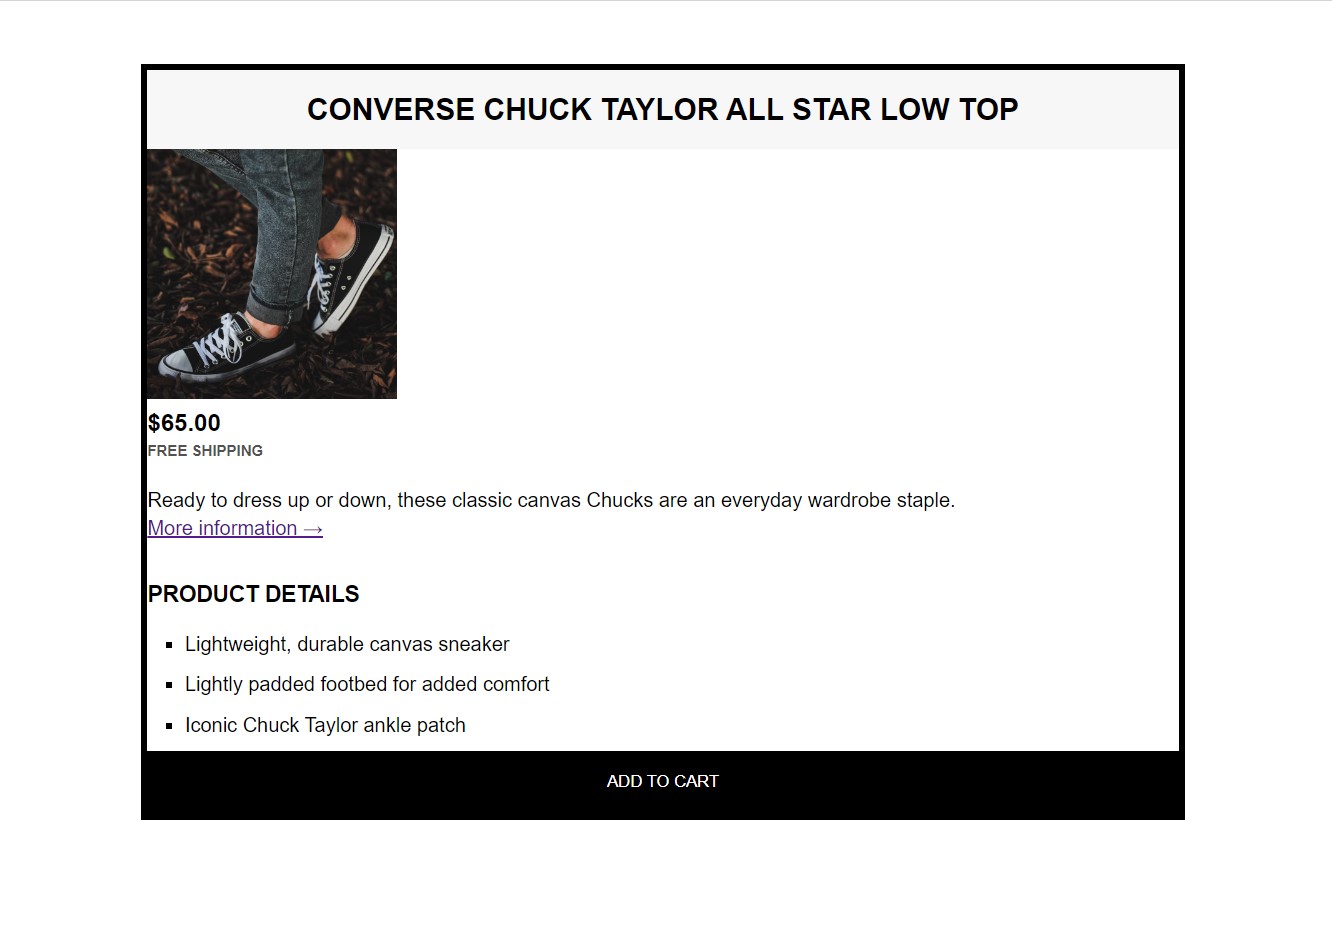 CONVERSE CHUCK TAYLOR ALL STAR LOW TOP
$65.00
FREE SHIPPING
Ready to dress up or down, these classic canvas Chucks are an everyday wardrobe staple.
More information →
PRODUCT DETAILS
Lightweight, durable canvas sneaker
Lightly padded footbed for added comfort
Iconic Chuck Taylor ankle patch
ADD TO CART